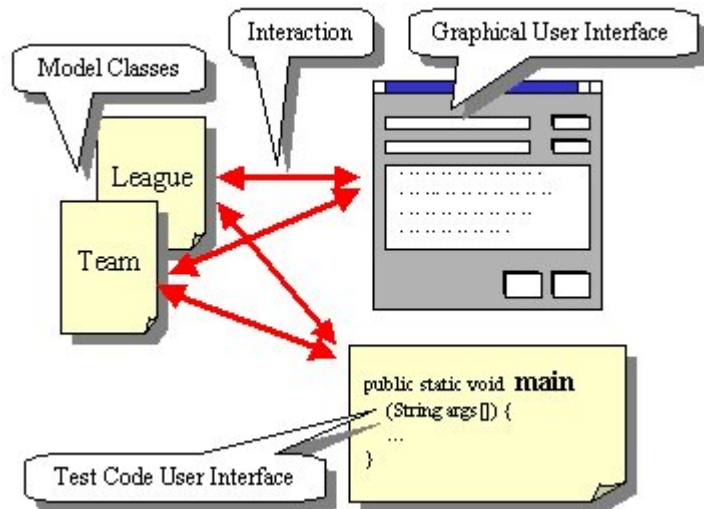 Interaction
Graphical User Interface
Model Classes
League
Team
public static void main
(String args[]) {
...
}
Test Code User Interface